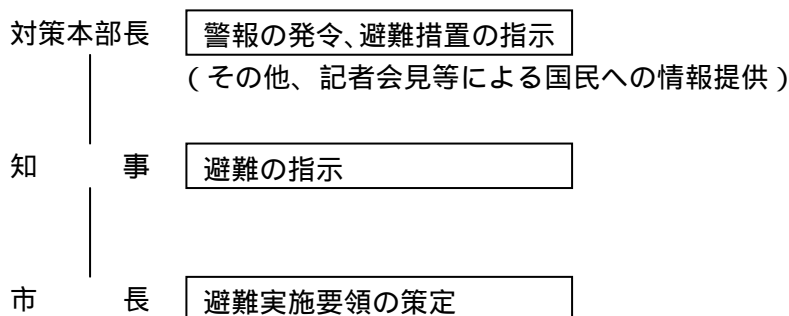 対策本部長 警報の発令、避難措置の指示
(その他、記者会見等による国民への情報提供)
知 事 避難の指示
市 長 避難実施要領の策定